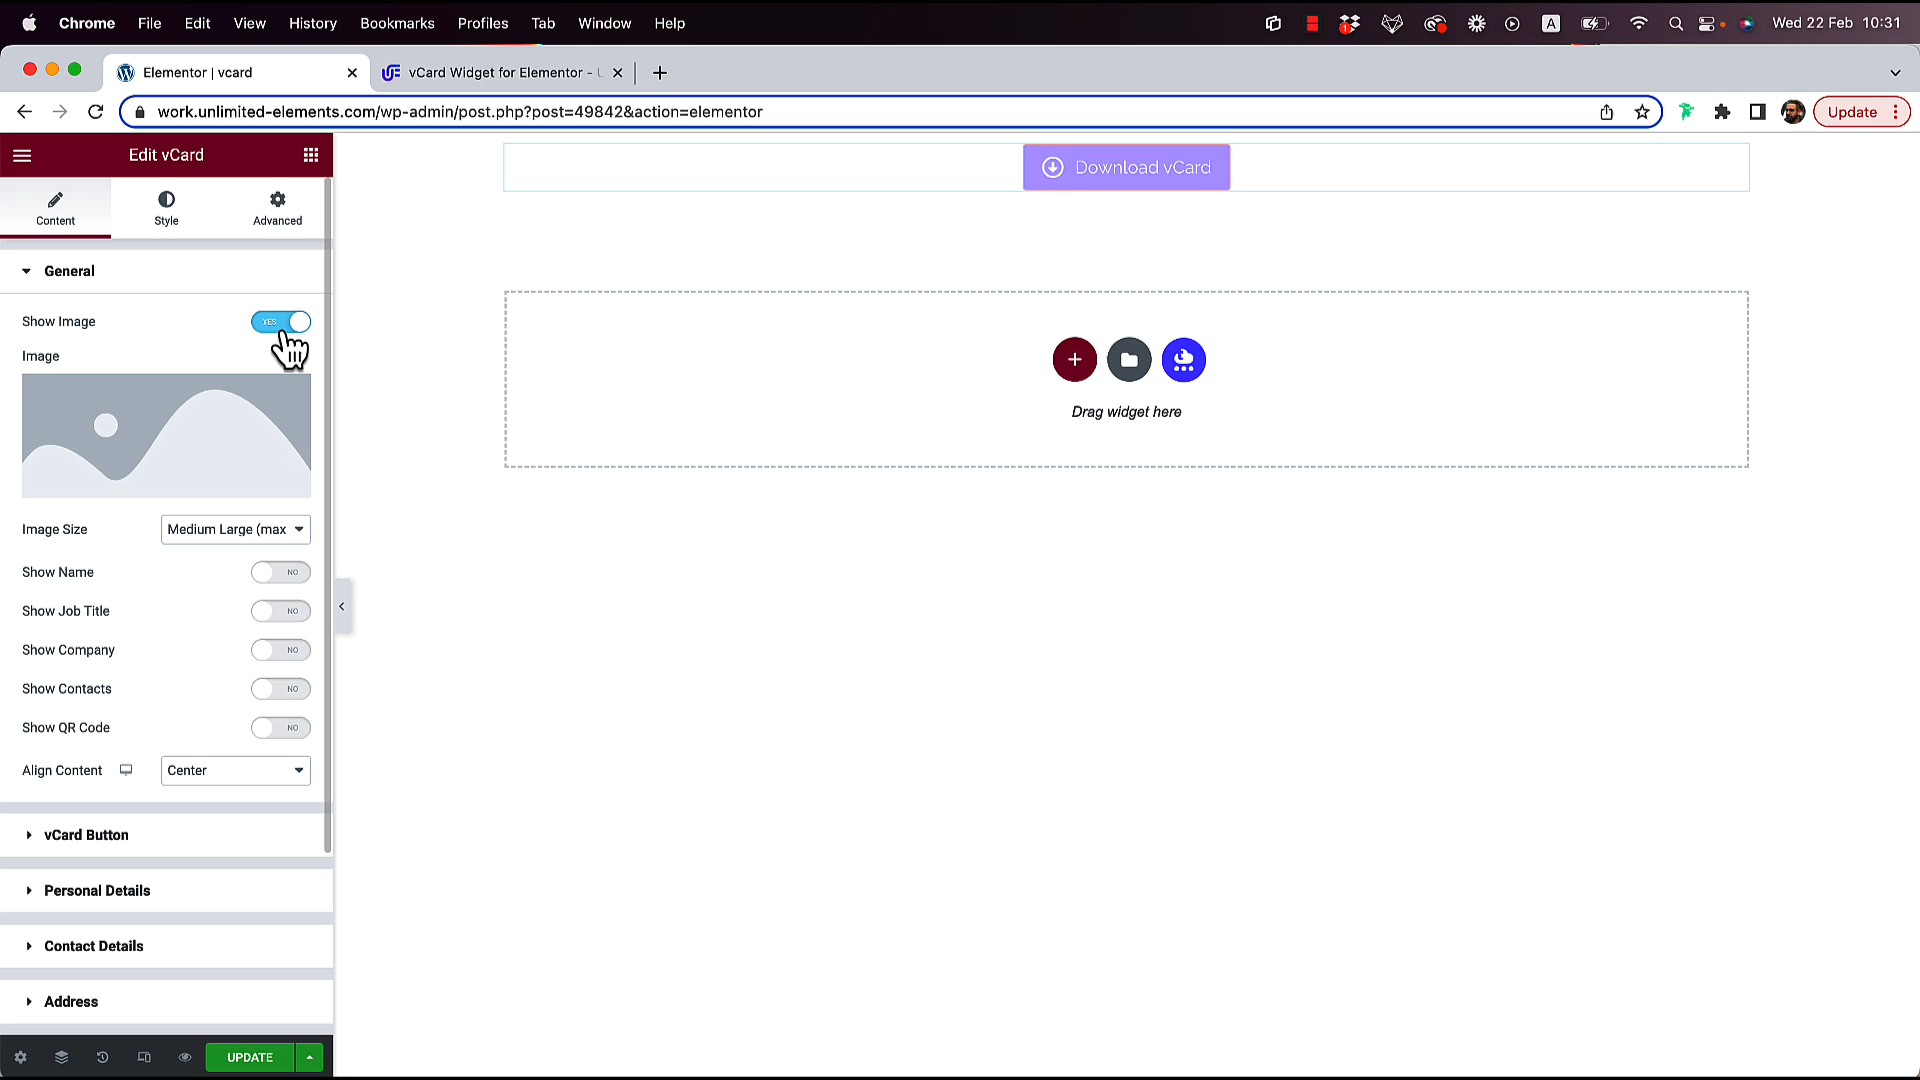 Chrome File Edit View History Bookmarks Profiles Tab Window Help
A Wed 22 Feb 10:31
Elementor | vcard
vCard Widget for Elementor -
work.unlimited-elements.com/wp-admin/post.php?post=49842&action=elementor
Update
Edit vCard
Content Style Advanced
Download vCard
General
Show Image YES
Image
Drag widget here
Image Size Medium Large (max
Show Name NO
Show Job Title NO
Show Company NO
Show Contacts NO
Show QR Code NO
Align Content Center
vCard Button
Personal Details
Contact Details
Address
UPDATE